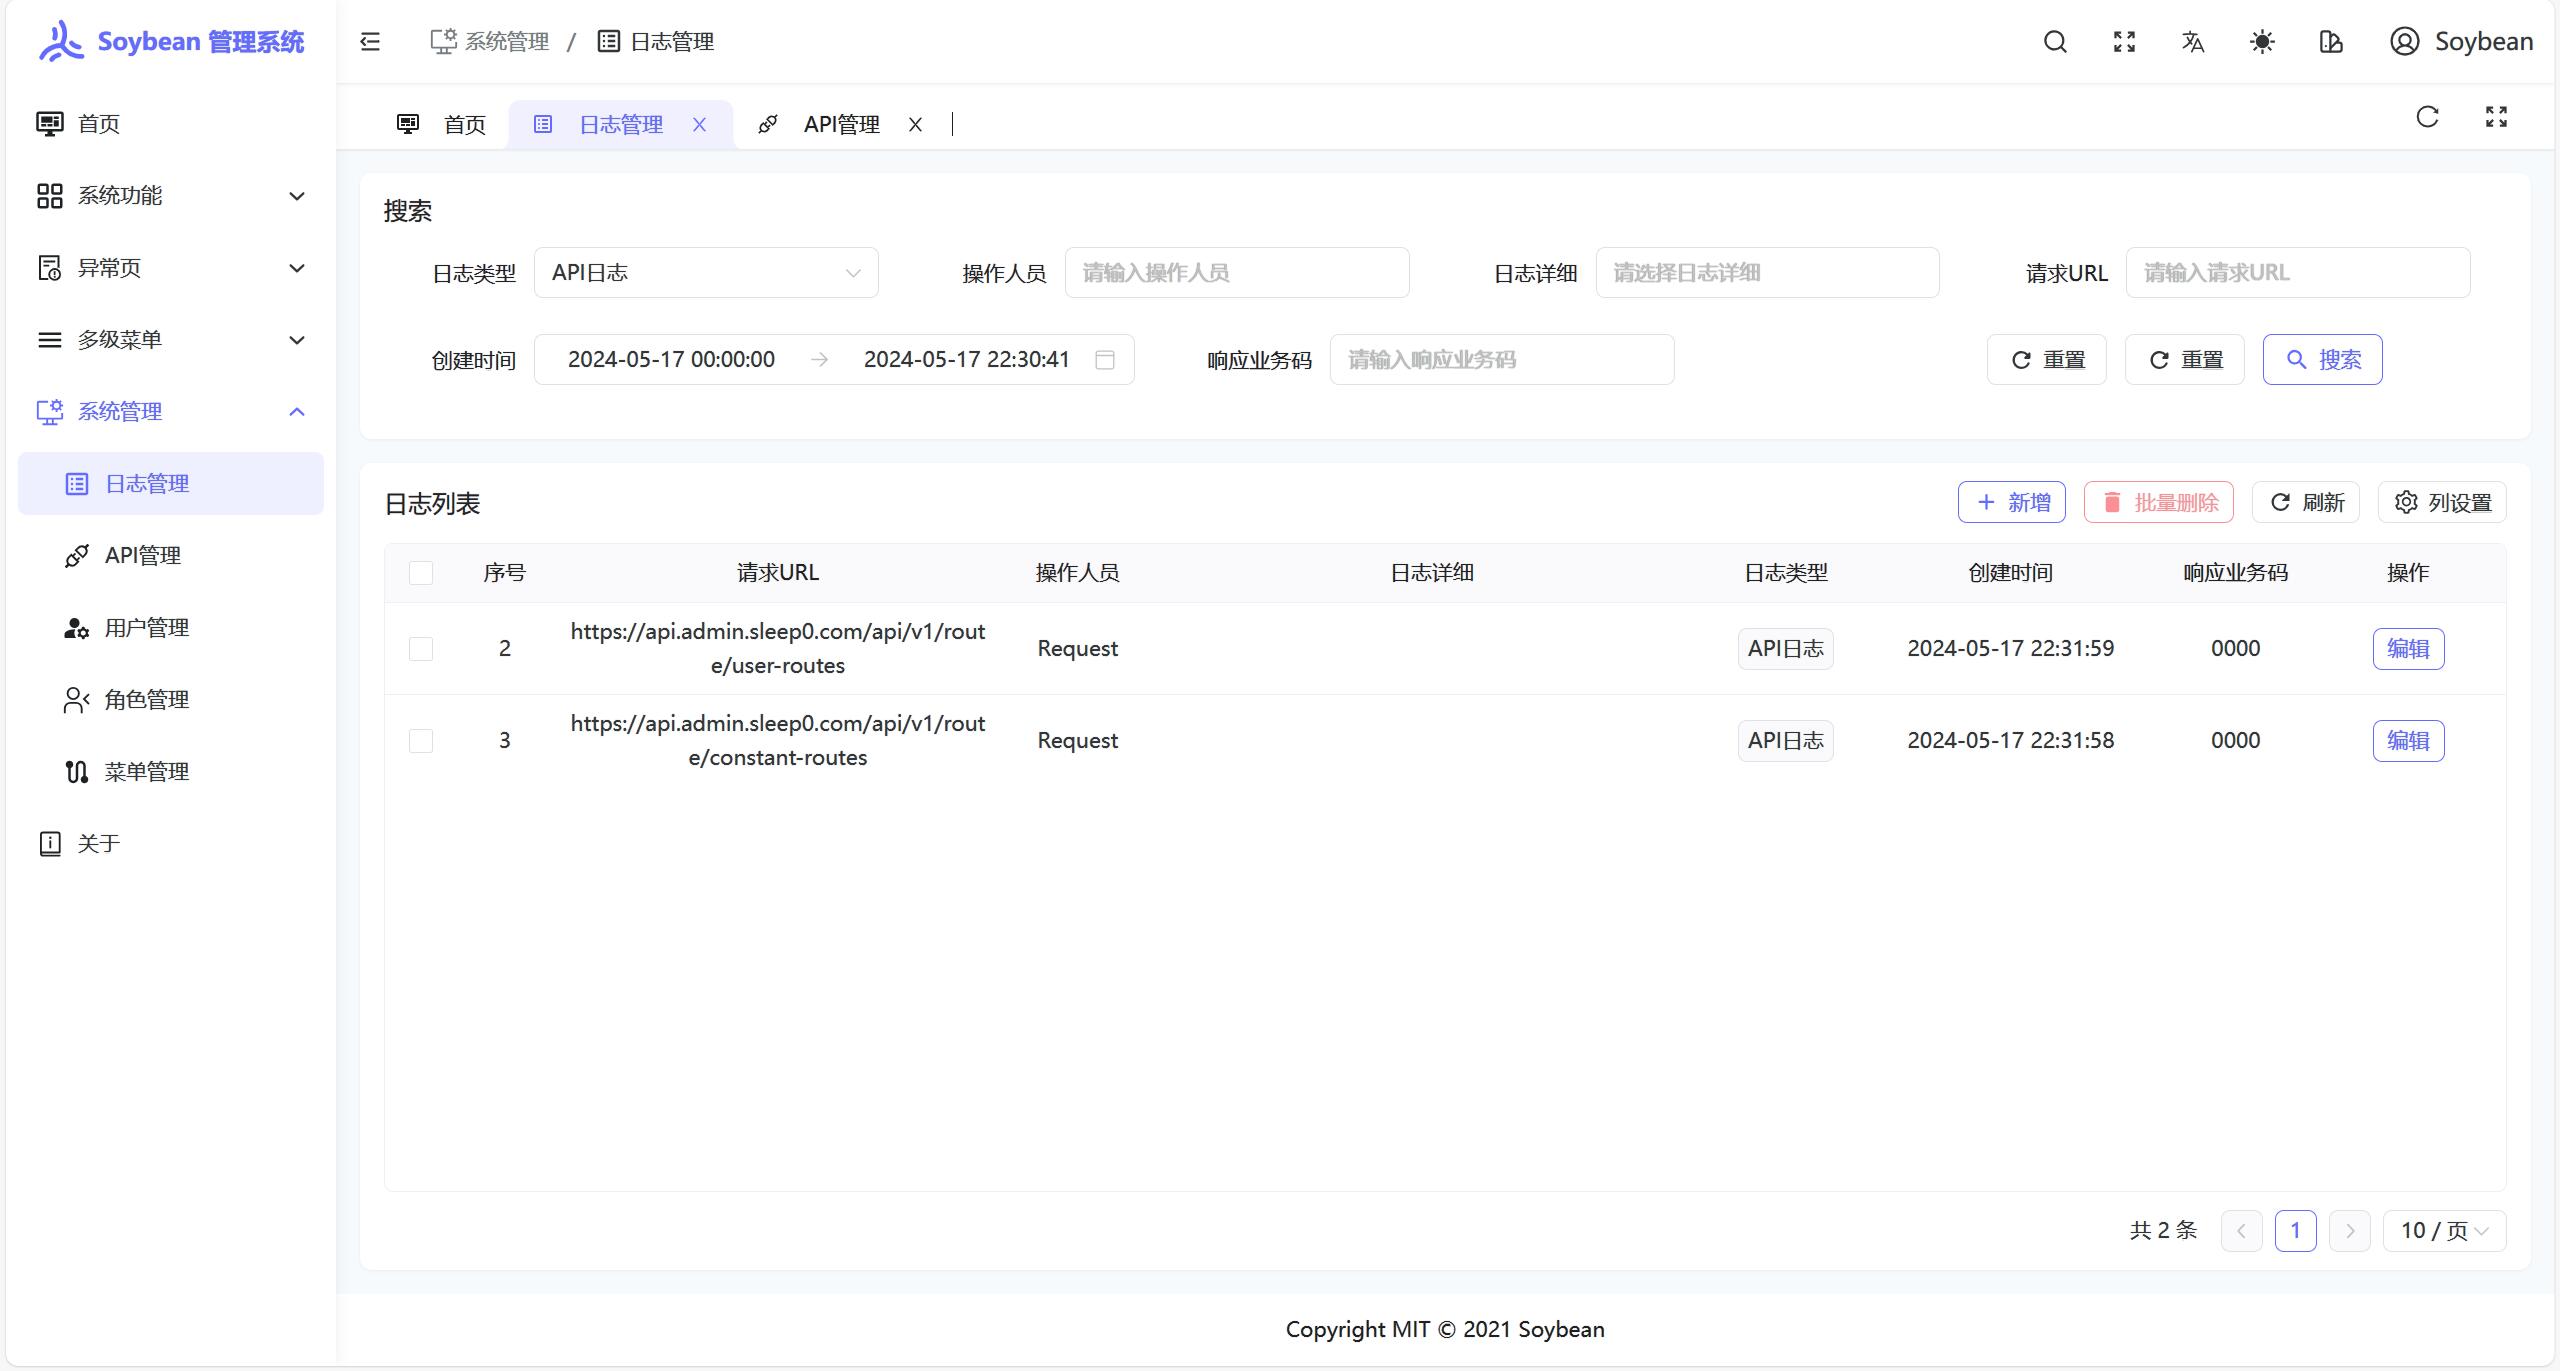 Soybean 管理系统
系统管理 / 日志管理
Soybean
首页
日志管理
API管理
首页
系统功能
异常页
多级菜单
系统管理
日志管理
API管理
用户管理
角色管理
菜单管理
关于
搜索
日志类型 API日志 操作人员 请输入操作人员 日志详细 请选择日志详细 请求URL 请输入请求URL
创建时间 2024-05-17 00:00:00 2024-05-17 22:30:41 响应业务码 请输入响应业务码 重置 重置 搜索
日志列表 新增 批量删除 刷新 列设置
序号 请求URL 操作人员 日志详细 日志类型 创建时间 响应业务码 操作
2 https://api.admin.sleep0.com/api/v1/rout
e/user-routes Request API日志 2024-05-17 22:31:59 0000 编辑
3 https://api.admin.sleep0.com/api/v1/rout
e/constant-routes Request API日志 2024-05-17 22:31:58 0000 编辑
共 2 条 1 10 / 页
Copyright MIT © 2021 Soybean